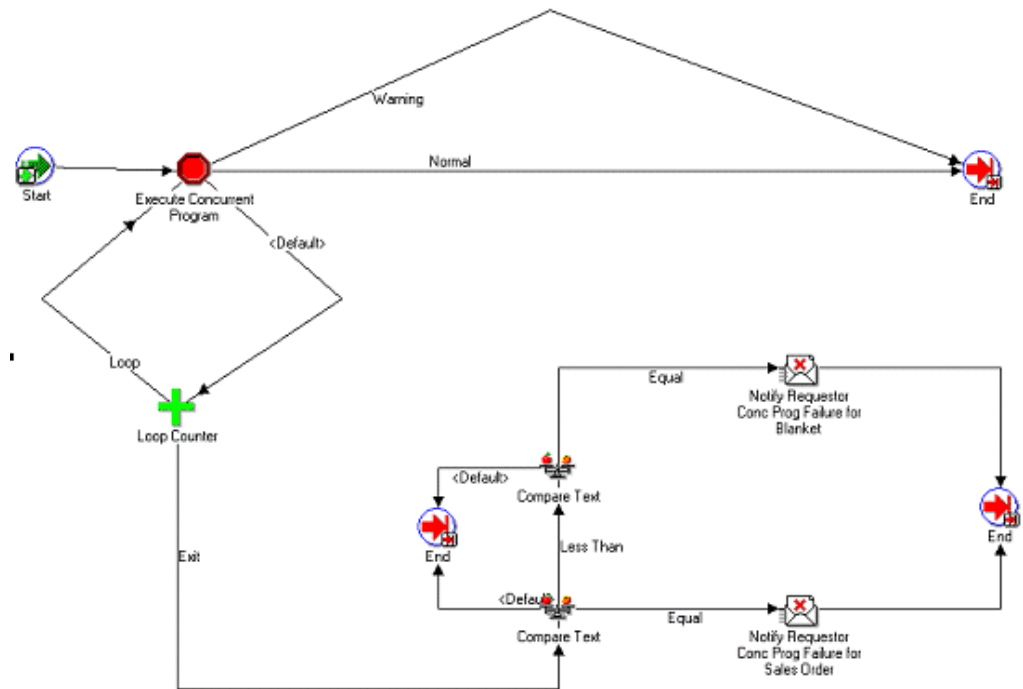 Warning
Normal
Start
Execute Concurrent
Program
End
<Default>
Loop
Loop Counter
Equal
Notify Requestor
Conc Prog Failure for
Blanket
<Default>
Compare Text
End
End
Exit
Less Than
<Default>
Compare Text
Equal
Notify Requestor
Conc Prog Failure for
Sales Order